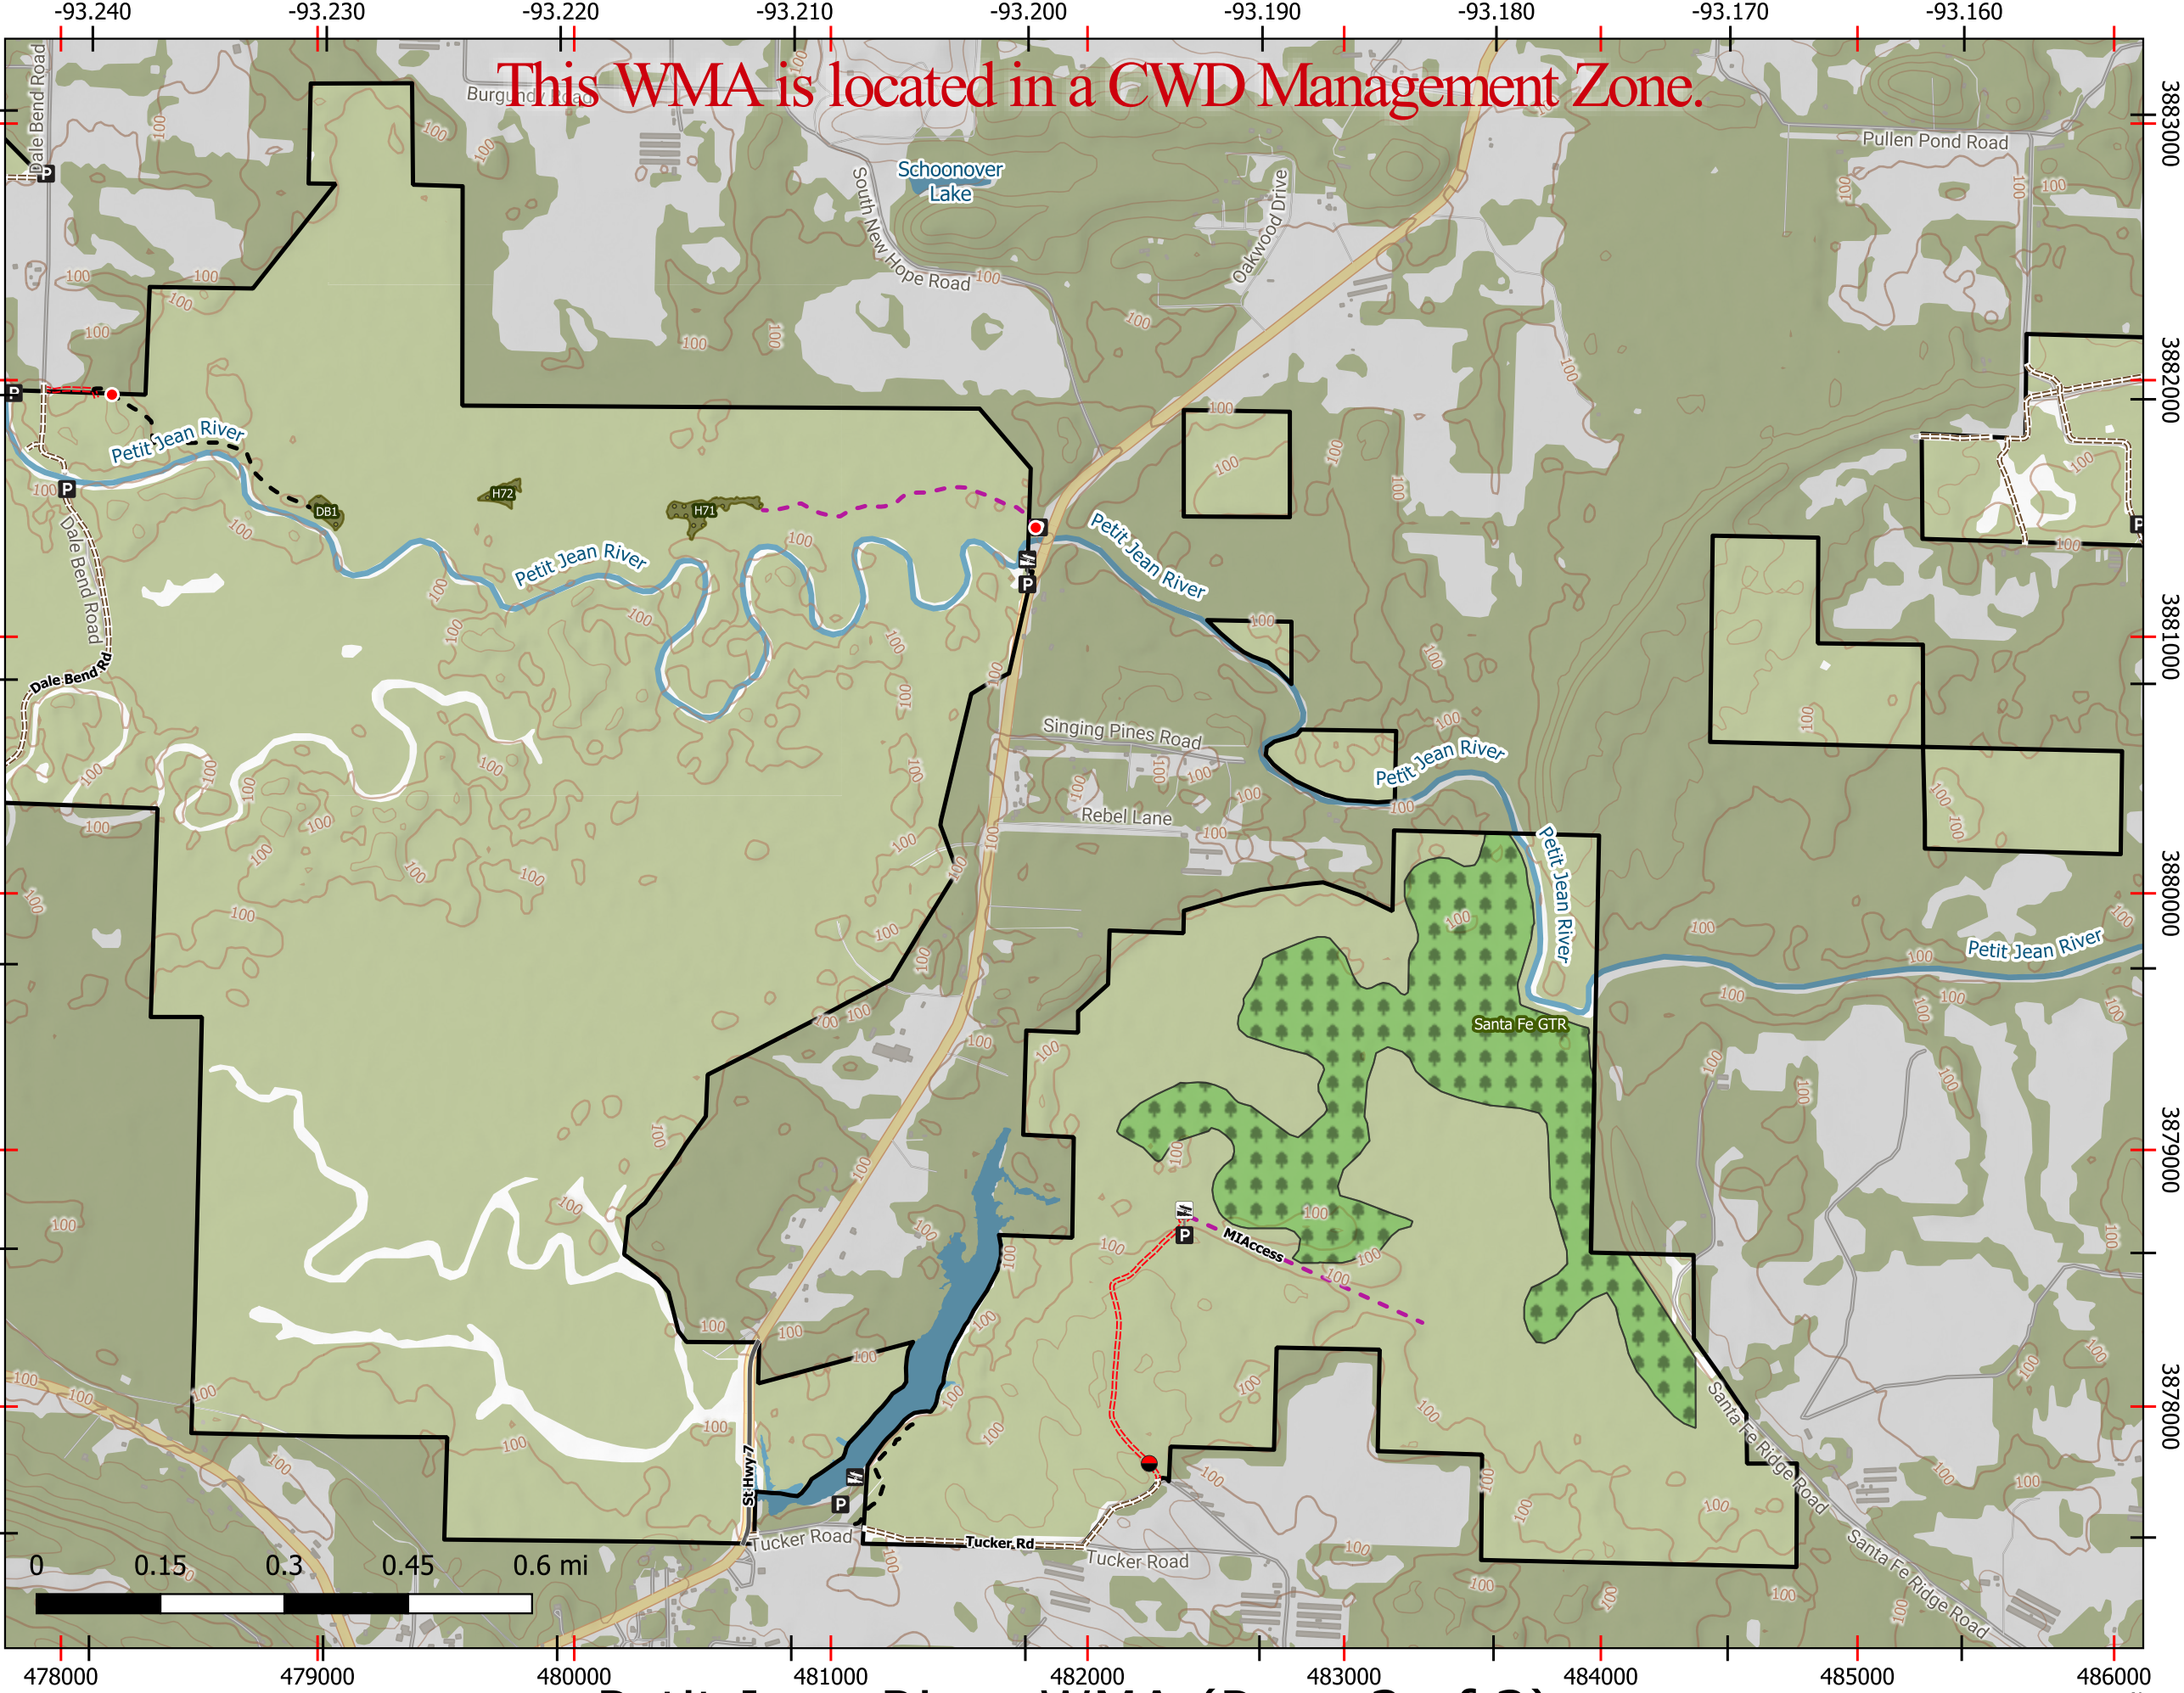 -93.240 -93.230 -93.220 -93.210 -93.200 -93.190 -93.180 -93.170 -93.160
This WMA is located in a CWD Management Zone.
Dale Bend Road
Burgundy Road
Pullen Pond Road
3883000
Schoonover
Lake
South New Hope Road
Oakwood Drive
P
100
3882000
P
Petit Jean River
P
DB1
H72
H71
Petit Jean River
Petit Jean River
P
P
Dale Bend Road
Dale Bend Rd
3881000
Singing Pines Road
Petit Jean River
Rebel Lane
Petit Jean River
3880000
Petit Jean River
Santa Fe GTR
3879000
P
MIAccess
3878000
Santa Fe Ridge Road
St Hwy 7
P
Tucker Road
Tucker Rd
Tucker Road
Santa Fe Ridge Road
0 0.15 0.3 0.45 0.6 mi
478000 479000 480000 481000 482000 483000 484000 485000 486000